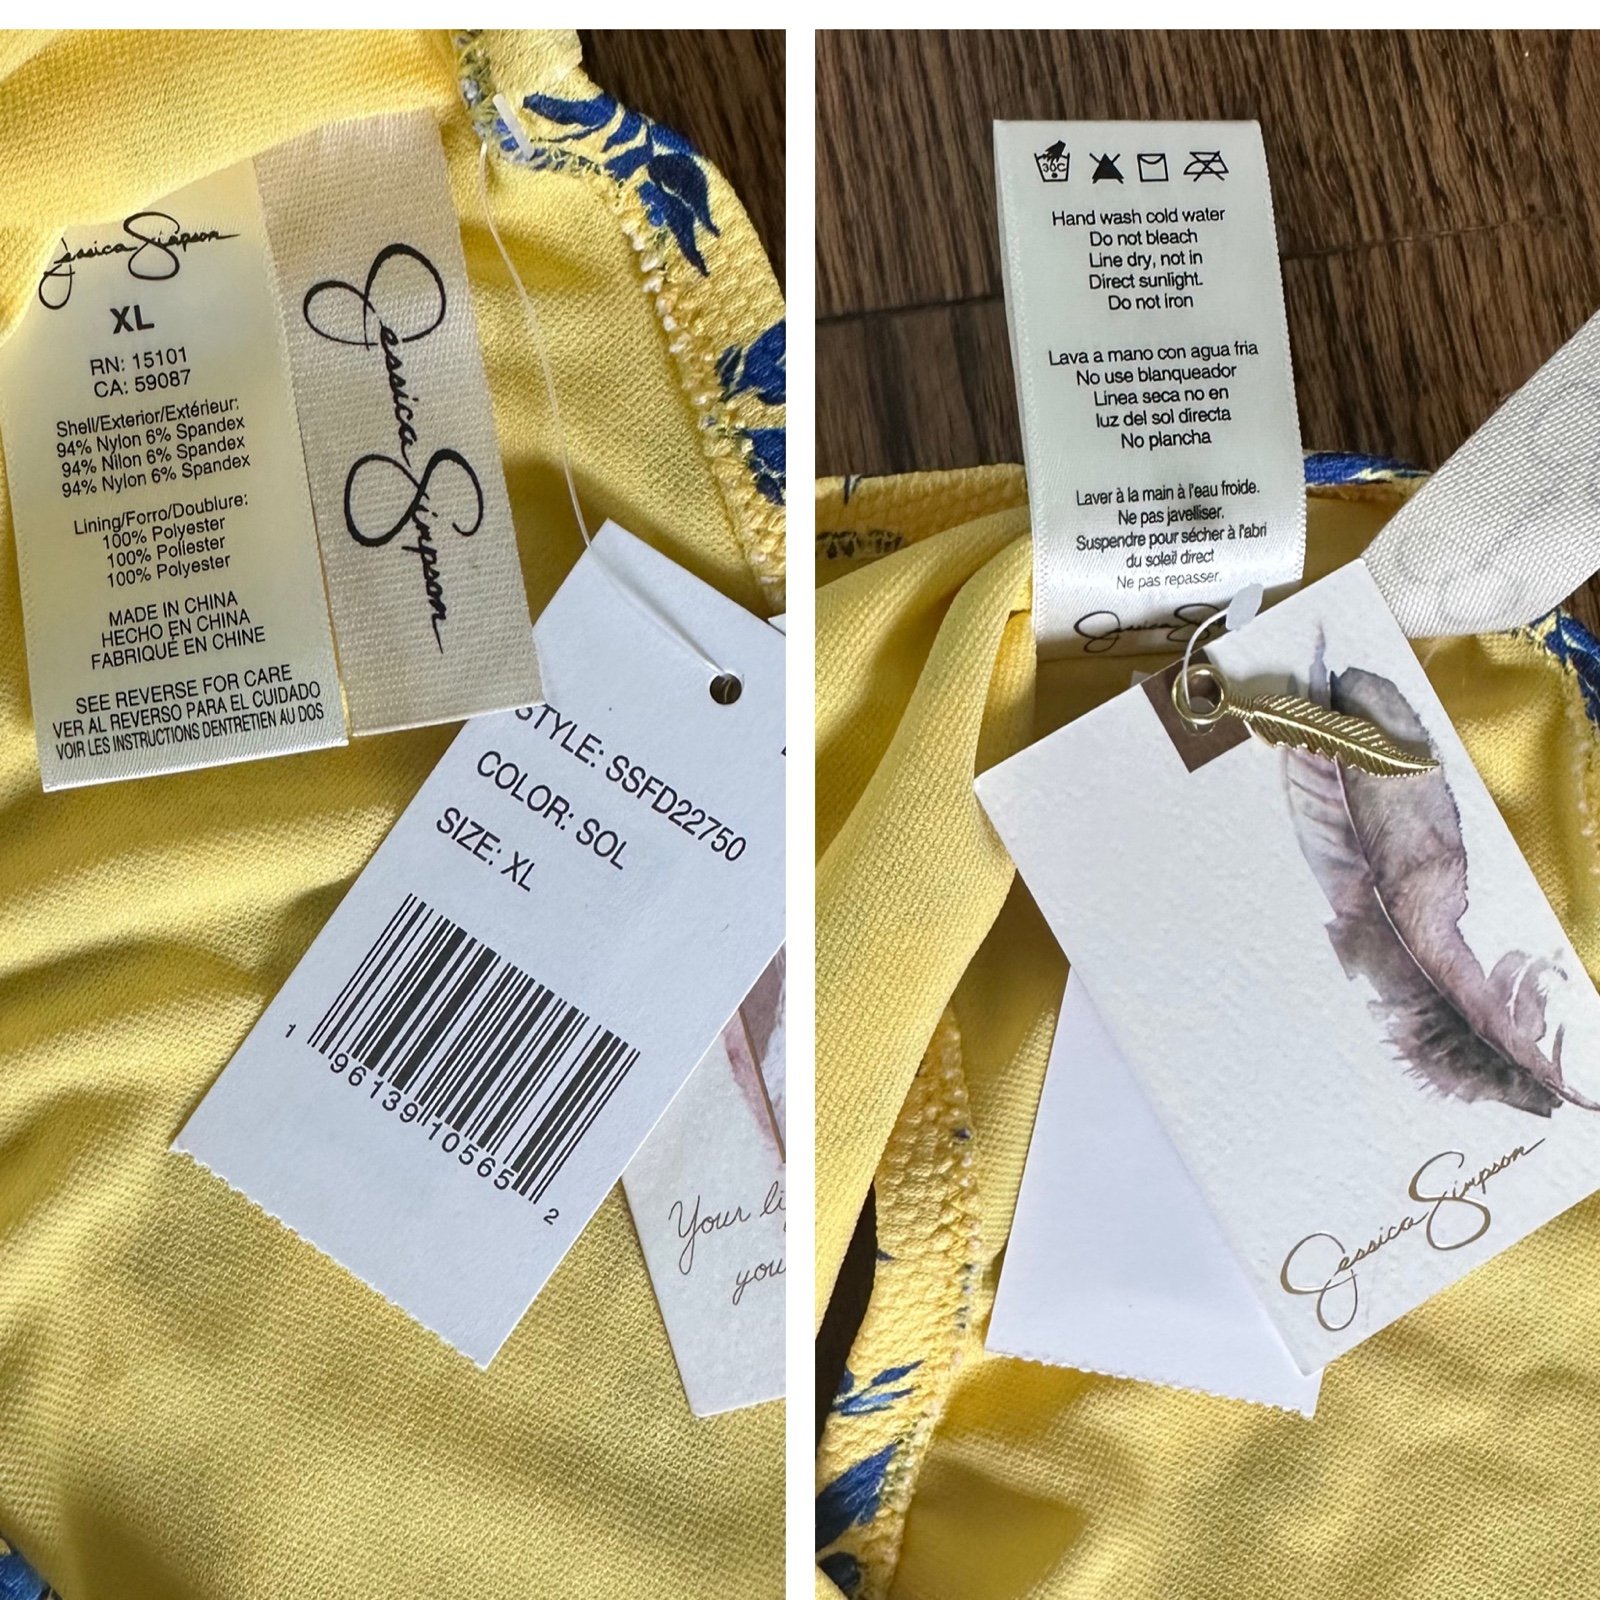 Jessica Simpson
XL
RN: 15101
CA: 59087
Shell/Exterior/Extérieur:
94% Nylon 6% Spandex
94% Nilon 6% Spandex
94% Nylon 6% Spandex
Lining/Forro/Doublure:
100% Polyester
100% Poliester
100% Polyester
MADE IN CHINA
HECHO EN CHINA
FABRIQUÉ EN CHINE
SEE REVERSE FOR CARE
VER AL REVERSO PARA EL CUIDADO
VOIR LES INSTRUCTIONS DENTRETIEN AU DOS
Jessica Simpson
STYLE: SSFD22750
COLOR: SOL
SIZE: XL
1 96139 10565 2
Your
you
30C
Hand wash cold water
Do not bleach
Line dry, not in
Direct sunlight.
Do not iron
Lava a mano con agua fria
No use blanqueador
Linea seca no en
luz del sol directa
No plancha
Laver à la main à l'eau froide.
Ne pas javelliser.
Suspendre pour sécher à l'abri
du soleil direct
Ne pas repasser.
Jessica
Jessica Simpson